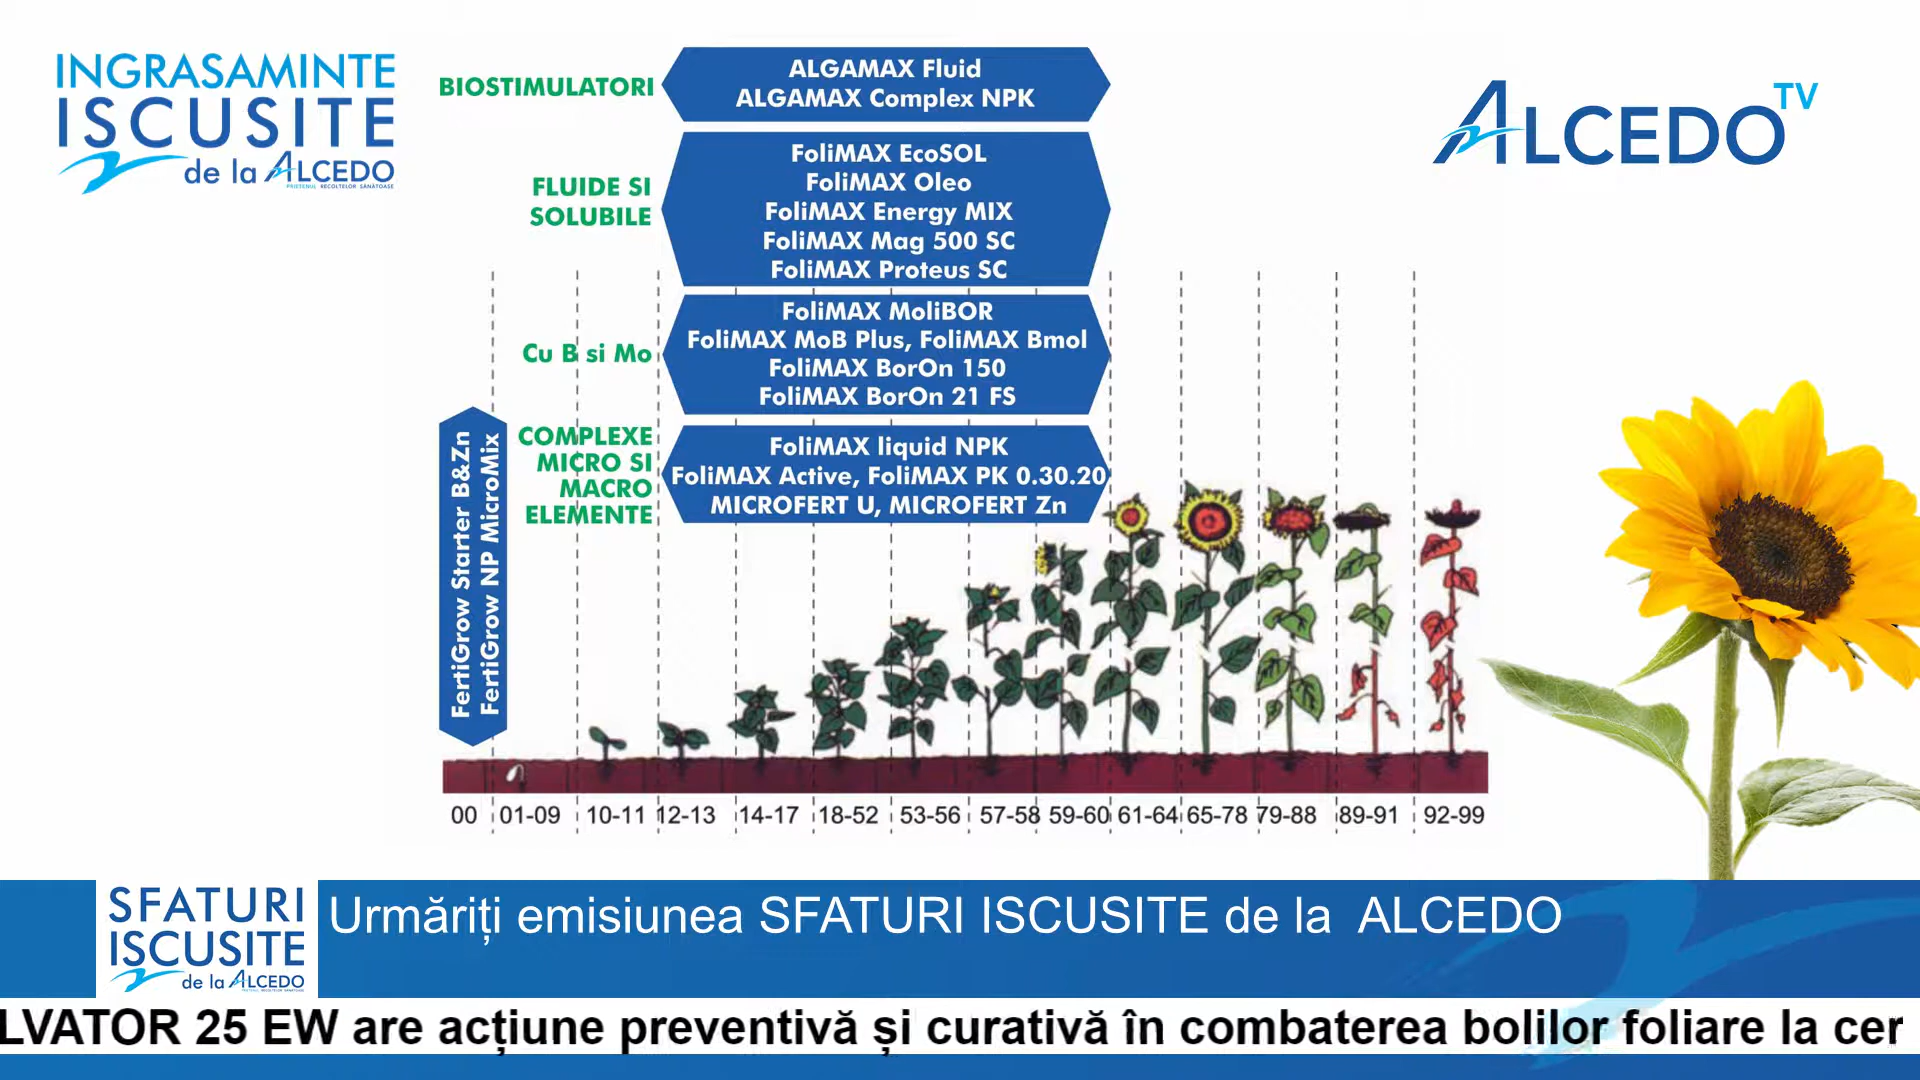 INGRASAMINTE
ISCUSITE
de la ALCEDO
PRIETENUL RECOLTELOR SĂNĂTOASE
ALCEDO TV
BIOSTIMULATORI
ALGAMAX Fluid
ALGAMAX Complex NPK
FLUIDE SI
SOLUBILE
FoliMAX EcoSOL
FoliMAX Oleo
FoliMAX Energy MIX
FoliMAX Mag 500 SC
FoliMAX Proteus SC
Cu B si Mo
FoliMAX MoliBOR
FoliMAX MoB Plus, FoliMAX Bmol
FoliMAX BorOn 150
FoliMAX BorOn 21 FS
COMPLEXE
MICRO SI
MACRO
ELEMENTE
FoliMAX liquid NPK
FoliMAX Active, FoliMAX PK 0.30.20
MICROFERT U, MICROFERT Zn
FertiGrow Starter B&Zn
FertiGrow NP MicroMix
00 01-09 10-11 12-13 14-17 18-52 53-56 57-58 59-60 61-64 65-78 79-88 89-91 92-99
SFATURI
ISCUSITE
de la ALCEDO
Urmăriți emisiunea SFATURI ISCUSITE de la ALCEDO
LVATOR 25 EW are acțiune preventivă și curativă în combaterea bolilor foliare la cer